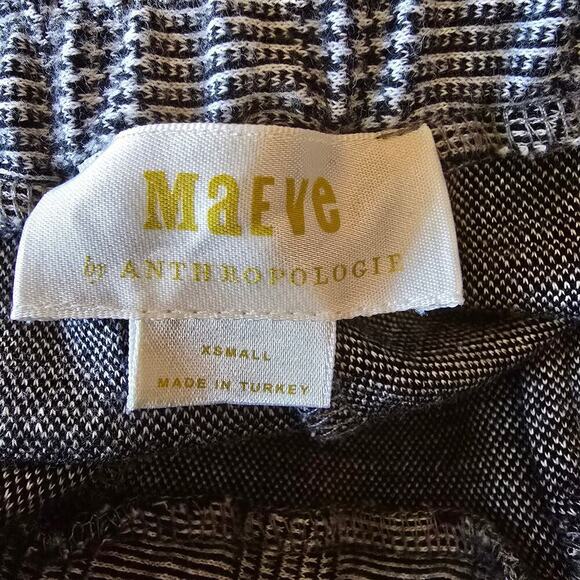 MaEVe
by ANTHROPOLOGIE
XSMALL
MADE IN TURKEY